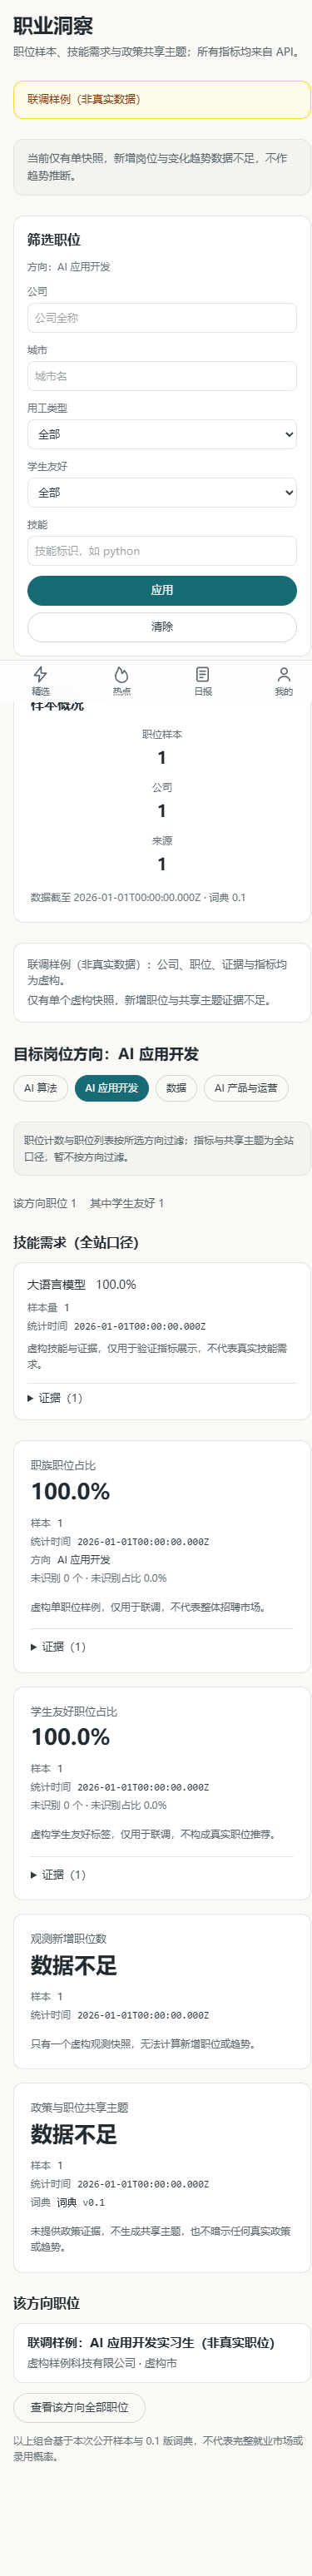 职业洞察
职位样本、技能需求与政策共享主题；所有指标均来自 API。
联调样例（非真实数据）
当前仅有单快照，新增岗位与变化趋势数据不足，不作
趋势推断。
筛选职位
方向：AI 应用开发
公司
公司全称
城市
城市名
用工类型
全部
学生友好
全部
技能
技能标识，如 python
应用
清除
精选
热点
日报
我的
样本概况
职位样本
1
公司
1
来源
1
数据截至 2026-01-01T00:00:00.000Z · 词典 0.1
联调样例（非真实数据）：公司、职位、证据与指标均
为虚构。
仅有单个虚构快照，新增职位与共享主题证据不足。
目标岗位方向：AI 应用开发
AI 算法
AI 应用开发
数据
AI 产品与运营
职位计数与职位列表按所选方向过滤；指标与共享主题为全站
口径，暂不按方向过滤。
该方向职位 1 其中学生友好 1
技能需求（全站口径）
大语言模型 100.0%
样本量 1
统计时间 2026-01-01T00:00:00.000Z
虚构技能与证据，仅用于验证指标展示，不代表真实技能需
求。
▶ 证据（1）
职族职位占比
100.0%
样本 1
统计时间 2026-01-01T00:00:00.000Z
方向 AI 应用开发
未识别 0 个 · 未识别占比 0.0%
虚构单职位样例，仅用于联调，不代表整体招聘市场。
▶ 证据（1）
学生友好职位占比
100.0%
样本 1
统计时间 2026-01-01T00:00:00.000Z
未识别 0 个 · 未识别占比 0.0%
虚构学生友好标签，仅用于联调，不构成真实职位推荐。
▶ 证据（1）
观测新增职位数
数据不足
样本 1
统计时间 2026-01-01T00:00:00.000Z
只有一个虚构观测快照，无法计算新增职位或趋势。
政策与职位共享主题
数据不足
样本 1
统计时间 2026-01-01T00:00:00.000Z
词典 词典 v0.1
未提供政策证据，不生成共享主题，也不暗示任何真实政策
或趋势。
该方向职位
联调样例：AI 应用开发实习生（非真实职位）
虚构样例科技有限公司 · 虚构市
查看该方向全部职位
以上组合基于本次公开样本与 0.1 版词典，不代表完整就业市场或
录用概率。